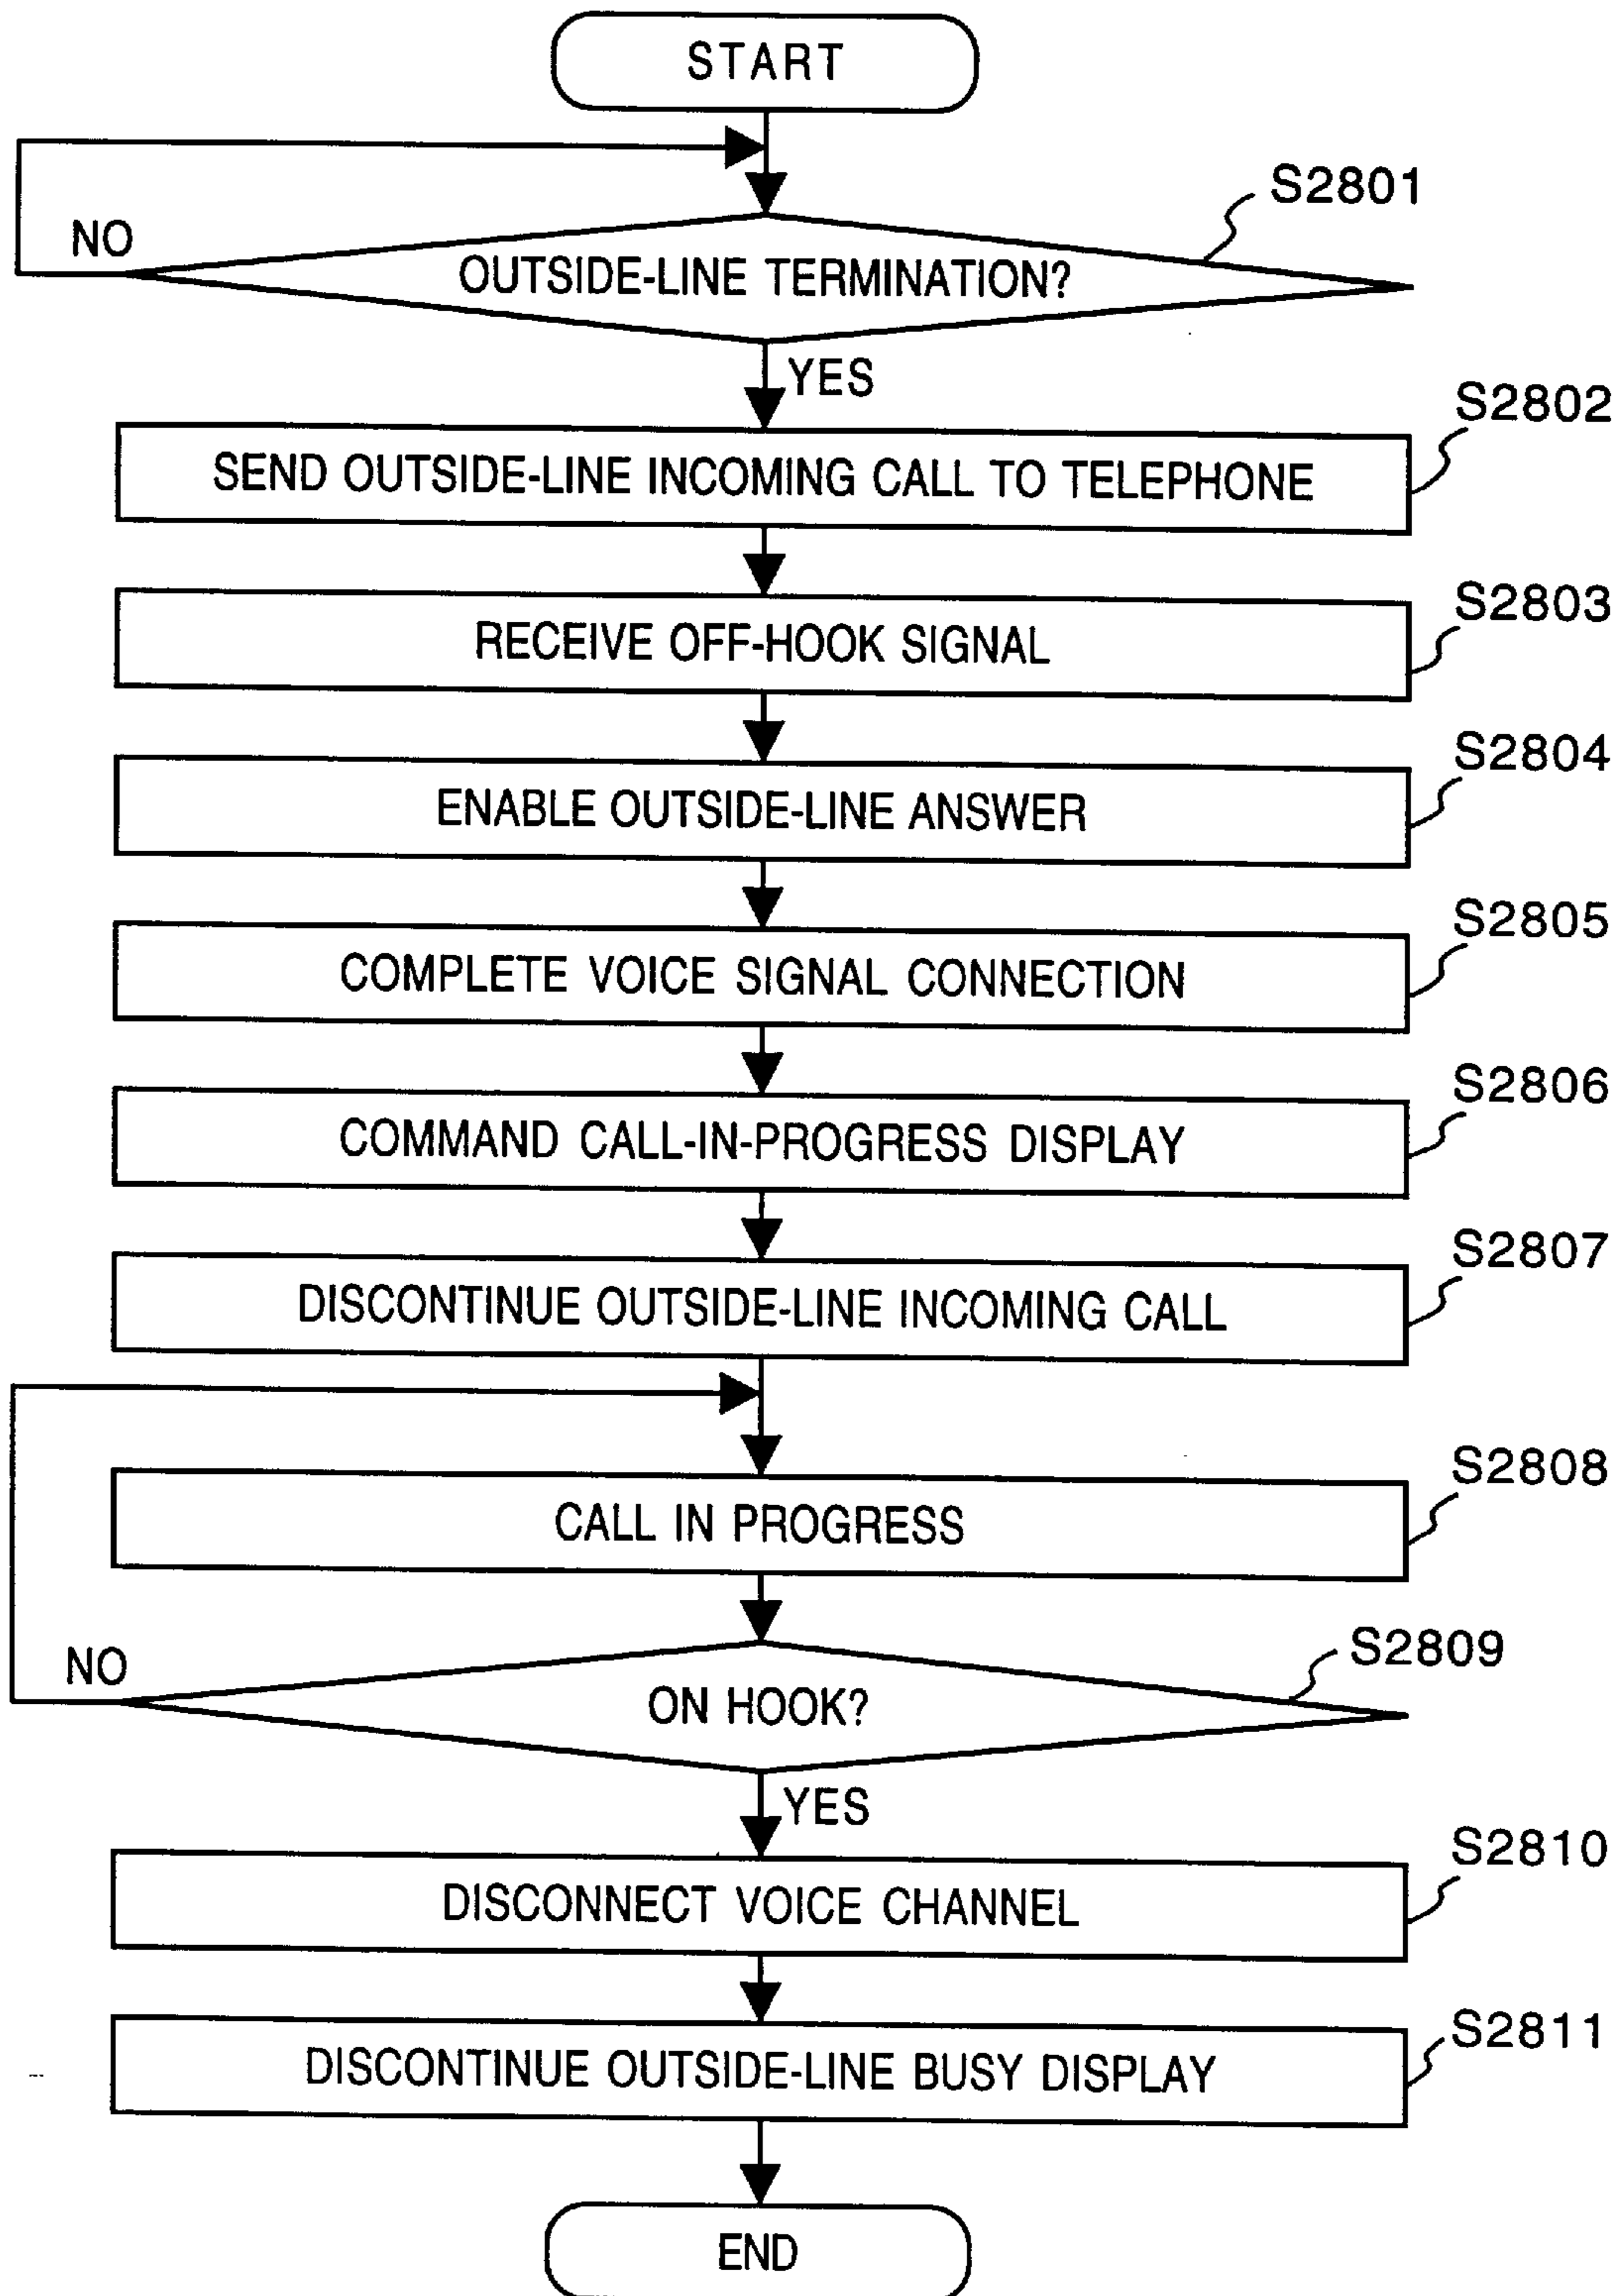 START
S2801
NO
OUTSIDE-LINE TERMINATION?
YES
S2802
SEND OUTSIDE-LINE INCOMING CALL TO TELEPHONE
S2803
RECEIVE OFF-HOOK SIGNAL
S2804
ENABLE OUTSIDE-LINE ANSWER
S2805
COMPLETE VOICE SIGNAL CONNECTION
S2806
COMMAND CALL-IN-PROGRESS DISPLAY
S2807
DISCONTINUE OUTSIDE-LINE INCOMING CALL
S2808
CALL IN PROGRESS
S2809
NO
ON HOOK?
YES
S2810
DISCONNECT VOICE CHANNEL
S2811
DISCONTINUE OUTSIDE-LINE BUSY DISPLAY
END